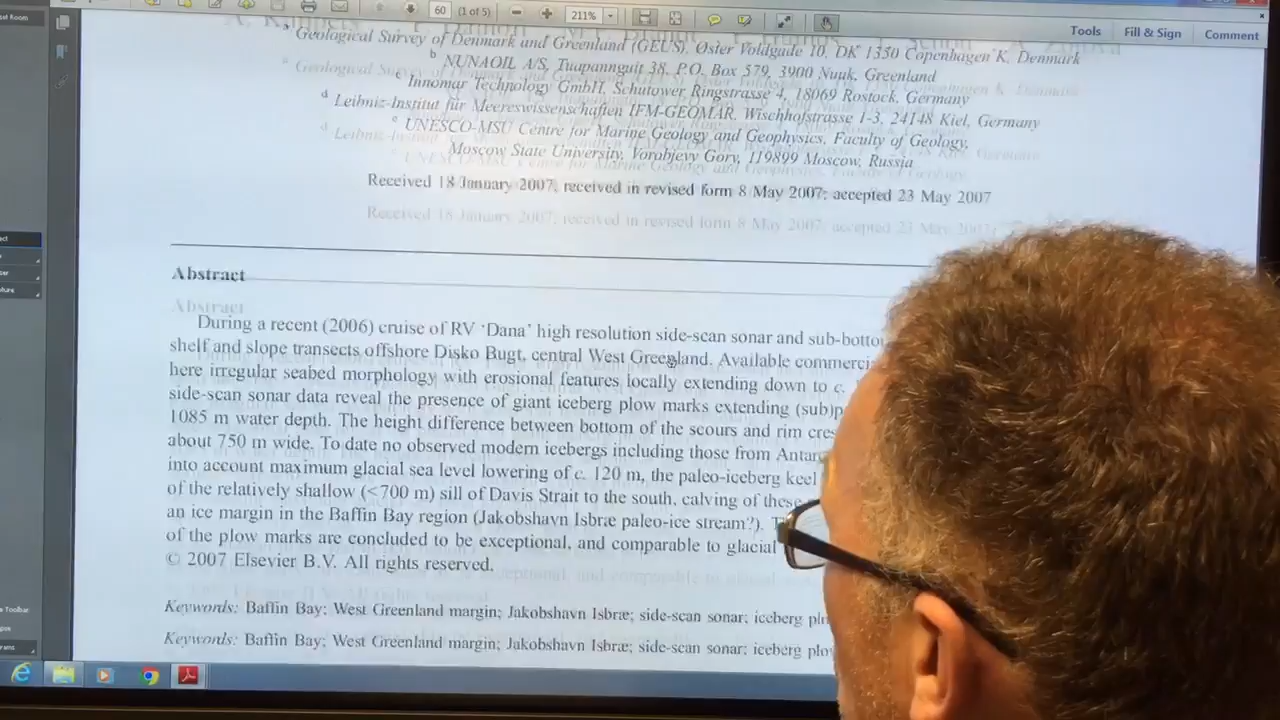 60 (1 of 5) 211%
Tools Fill & Sign Comment
ᵃ Geological Survey of Denmark and Greenland (GEUS), Øster Voldgade 10, DK 1350 Copenhagen K, Denmark
ᵇ NUNAOIL A/S, Tuapannguit 38, P.O. Box 579, 3900 Nuuk, Greenland
ᶜ Innomar Technology GmbH, Schutower Ringstrasse 4, 18069 Rostock, Germany
ᵈ Leibniz-Institut für Meereswissenschaften IFM-GEOMAR, Wischhofstrasse 1-3, 24148 Kiel, Germany
ᵉ UNESCO-MSU Centre for Marine Geology and Geophysics, Faculty of Geology,
Moscow State University, Vorobjevy Gory, 119899 Moscow, Russia
Received 18 January 2007; received in revised form 8 May 2007; accepted 23 May 2007
Abstract
During a recent (2006) cruise of RV 'Dana' high resolution side-scan sonar and sub-botto
shelf and slope transects offshore Disko Bugt, central West Greenland. Available commerci
here irregular seabed morphology with erosional features locally extending down to c.
side-scan sonar data reveal the presence of giant iceberg plow marks extending (sub)p
1085 m water depth. The height difference between bottom of the scours and rim cres
about 750 m wide. To date no observed modern icebergs including those from Antar
into account maximum glacial sea level lowering of c. 120 m, the paleo-iceberg keel
of the relatively shallow (<700 m) sill of Davis Strait to the south, calving of these
an ice margin in the Baffin Bay region (Jakobshavn Isbræ paleo-ice stream?). T
of the plow marks are concluded to be exceptional, and comparable to glacial
© 2007 Elsevier B.V. All rights reserved.
Keywords: Baffin Bay; West Greenland margin; Jakobshavn Isbræ; side-scan sonar; iceberg pl
Keywords: Baffin Bay; West Greenland margin; Jakobshavn Isbræ; side-scan sonar; iceberg plo